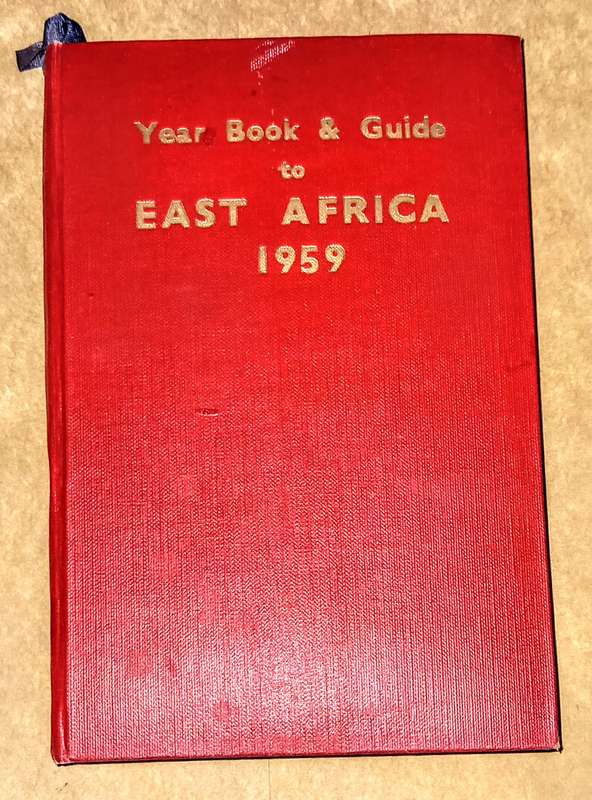 Year Book & Guide
to
EAST AFRICA
1959